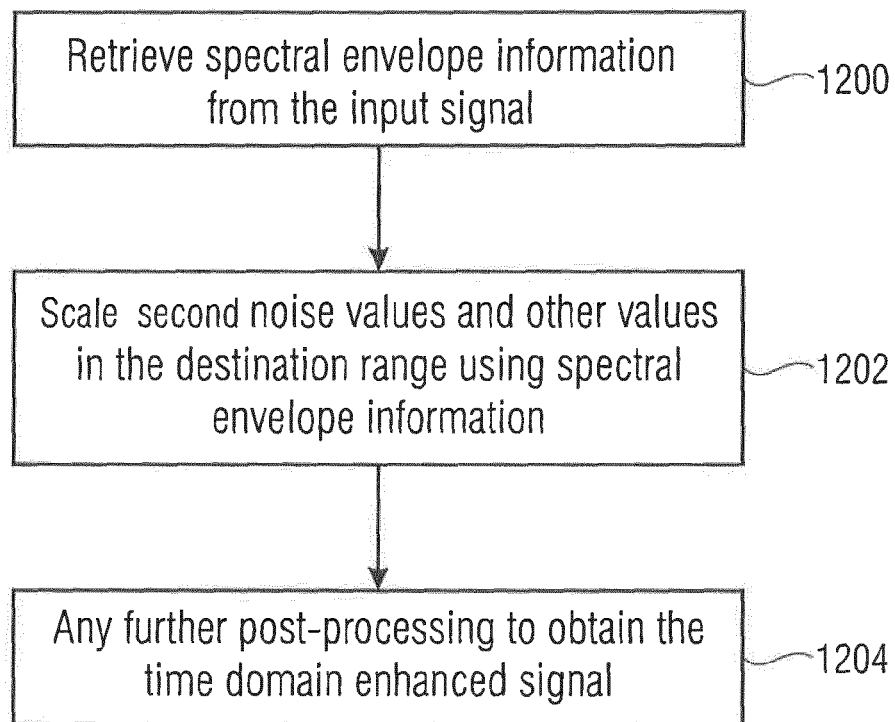 Retrieve spectral envelope information
from the input signal
1200
Scale second noise values and other values
in the destination range using spectral
envelope information
1202
Any further post-processing to obtain the
time domain enhanced signal
1204